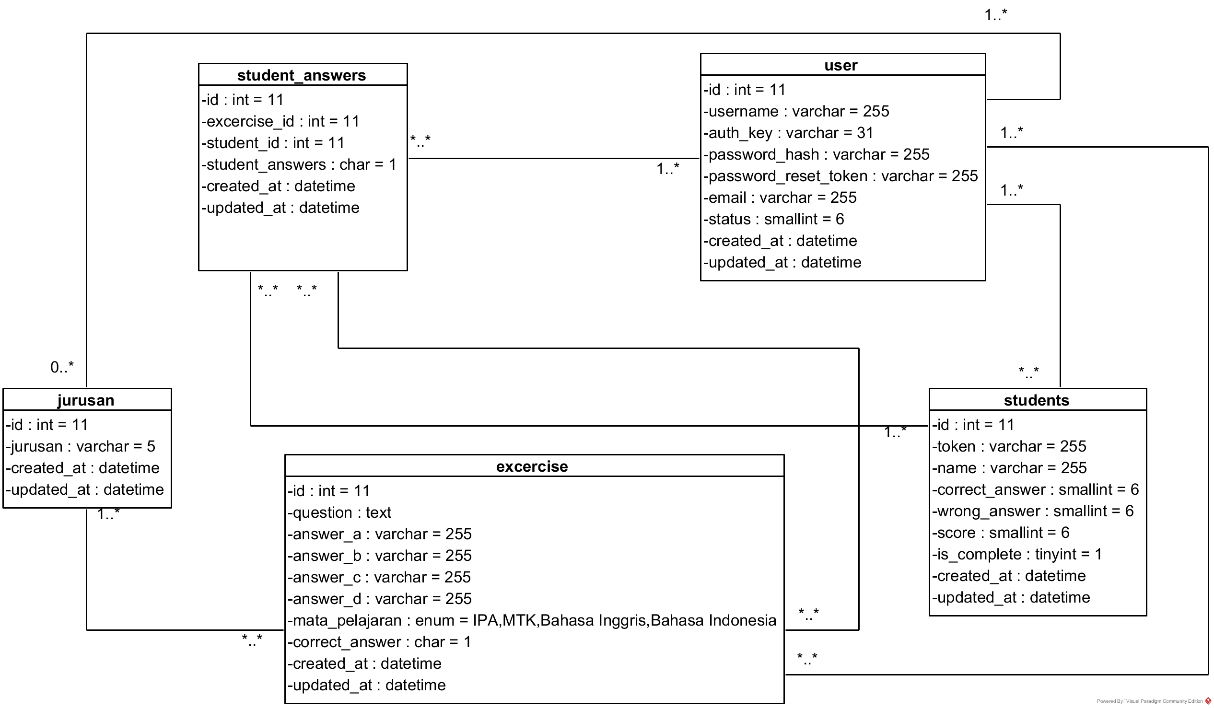 1..*
student_answers
-id : int = 11
-excercise_id : int = 11
-student_id : int = 11
-student_answers : char = 1
-created_at : datetime
-updated_at : datetime
*..*
1..*
user
-id : int = 11
-username : varchar = 255
-auth_key : varchar = 31
-password_hash : varchar = 255
-password_reset_token : varchar = 255
-email : varchar = 255
-status : smallint = 6
-created_at : datetime
-updated_at : datetime
1..*
1..*
*..* *..*
0..*
*..*
jurusan
-id : int = 11
-jurusan : varchar = 5
-created_at : datetime
-updated_at : datetime
1..*
students
-id : int = 11
-token : varchar = 255
-name : varchar = 255
-correct_answer : smallint = 6
-wrong_answer : smallint = 6
-score : smallint = 6
-is_complete : tinyint = 1
-created_at : datetime
-updated_at : datetime
1..*
excercise
-id : int = 11
-question : text
-answer_a : varchar = 255
-answer_b : varchar = 255
-answer_c : varchar = 255
-answer_d : varchar = 255
-mata_pelajaran : enum = IPA,MTK,Bahasa Inggris,Bahasa Indonesia
-correct_answer : char = 1
-created_at : datetime
-updated_at : datetime
*..*
*..*
*..*
Powered By Visual Paradigm Community Edition